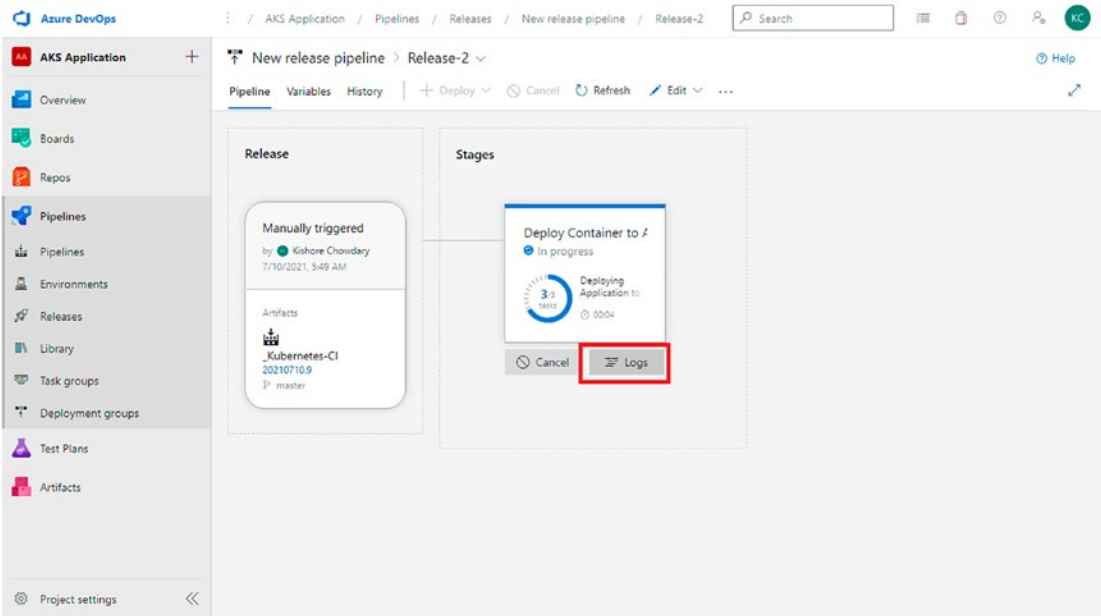 Azure DevOps
/ AKS Application / Pipelines / Releases / New release pipeline / Release-2
Search
KC
AA AKS Application
New release pipeline > Release-2
Help
Pipeline Variables History
Deploy Cancel Refresh Edit ...
Overview
Boards
Repos
Pipelines
Pipelines
Environments
Releases
Library
Task groups
Deployment groups
Test Plans
Artifacts
Project settings
Release
Manually triggered
by Kishore Chowdary
7/10/2021, 5:49 AM
Artifacts
_Kubernetes-CI
20210710.9
master
Stages
Deploy Container to A
In progress
3/3
tasks
Deploying
Application to
00:04
Cancel
Logs